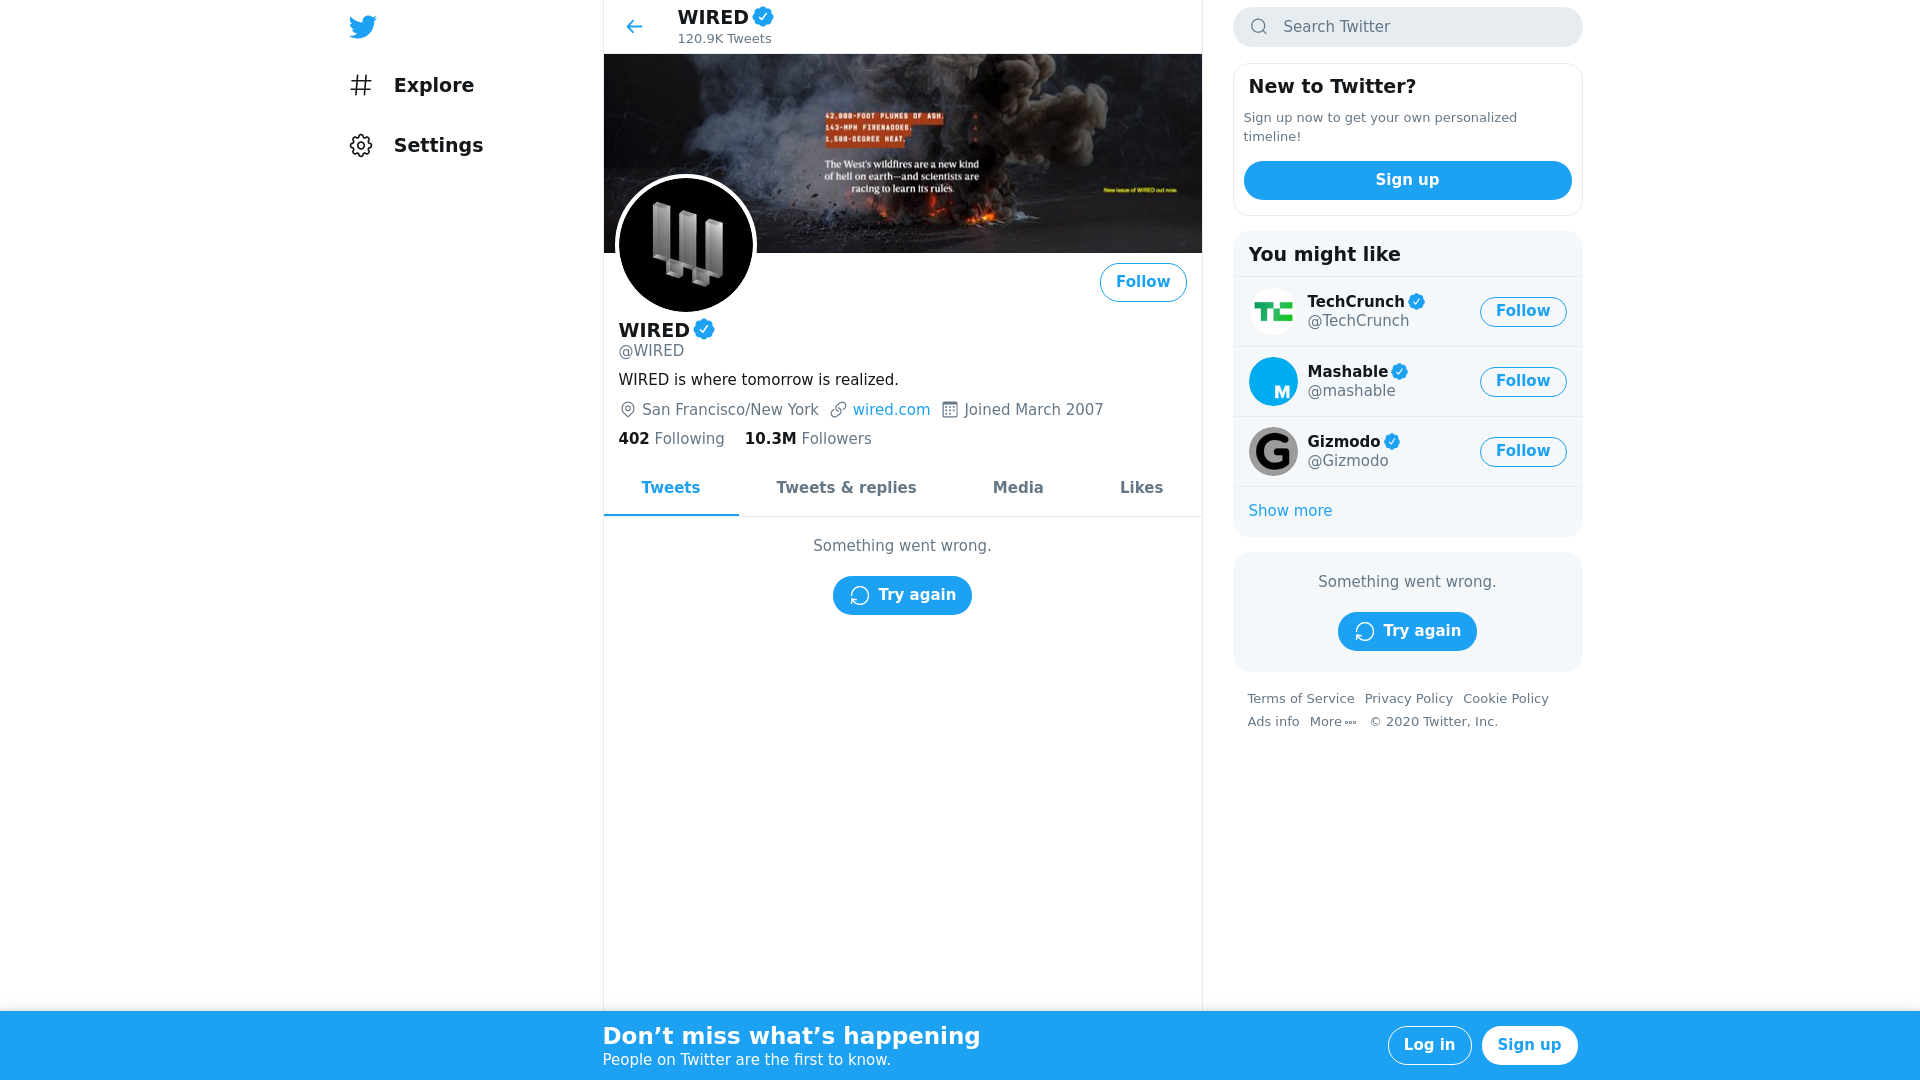 Explore
Settings
WIRED
120.9K Tweets
42,000-FOOT PLUMES OF ASH.
143-MPH FIRENADOES.
1,500-DEGREE HEAT.
The West's wildfires are a new kind
of hell on earth—and scientists are
racing to learn its rules.
New issue of WIRED out now.
Follow
WIRED
@WIRED
WIRED is where tomorrow is realized.
San Francisco/New York wired.com Joined March 2007
402 Following 10.3M Followers
Tweets Tweets & replies Media Likes
Something went wrong.
Try again
Search Twitter
New to Twitter?
Sign up now to get your own personalized
timeline!
Sign up
You might like
TC
TechCrunch
@TechCrunch
Follow
M
Mashable
@mashable
Follow
G
Gizmodo
@Gizmodo
Follow
Show more
Something went wrong.
Try again
Terms of Service Privacy Policy Cookie Policy
Ads info More © 2020 Twitter, Inc.
Don’t miss what’s happening
People on Twitter are the first to know.
Log in Sign up